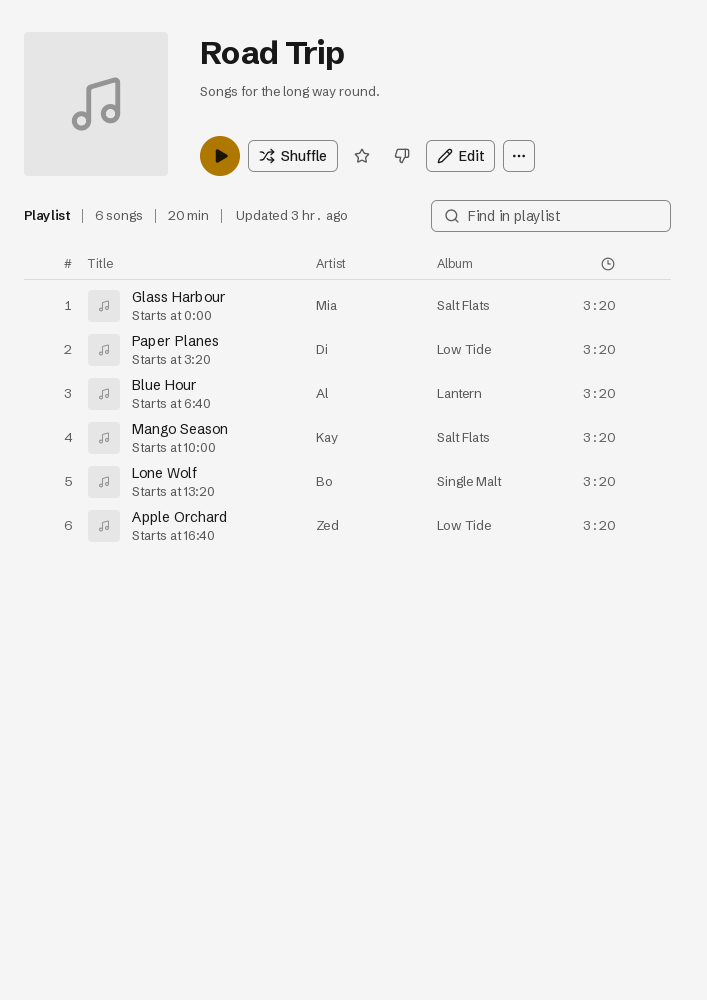 Road Trip
Songs for the long way round.
Shuffle
Edit
Playlist | 6 songs | 20 min | Updated 3 hr. ago
Find in playlist
# Title Artist Album
1 Glass Harbour Mia Salt Flats 3:20
Starts at 0:00
2 Paper Planes Di Low Tide 3:20
Starts at 3:20
3 Blue Hour Al Lantern 3:20
Starts at 6:40
4 Mango Season Kay Salt Flats 3:20
Starts at 10:00
5 Lone Wolf Bo Single Malt 3:20
Starts at 13:20
6 Apple Orchard Zed Low Tide 3:20
Starts at 16:40